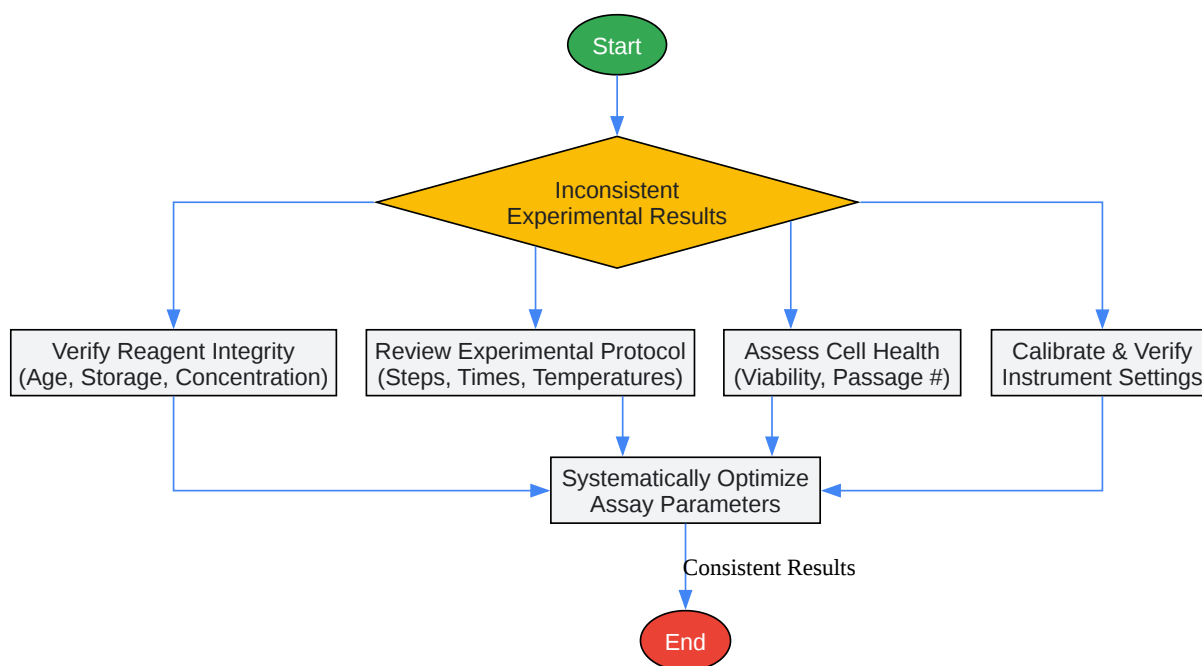 Start
Inconsistent
Experimental Results
Verify Reagent Integrity
(Age, Storage, Concentration)
Review Experimental Protocol
(Steps, Times, Temperatures)
Assess Cell Health
(Viability, Passage #)
Calibrate & Verify
Instrument Settings
Systematically Optimize
Assay Parameters
Consistent Results
End